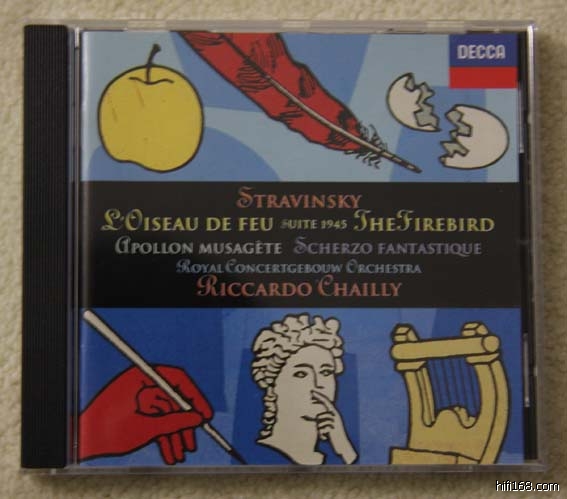 DECCA
STRAVINSKY
L'OISEAU DE FEU SUITE 1945 THE FIREBIRD
APOLLON MUSAGÈTE SCHERZO FANTASTIQUE
ROYAL CONCERTGEBOUW ORCHESTRA
RICCARDO CHAILLY
hifi168.com